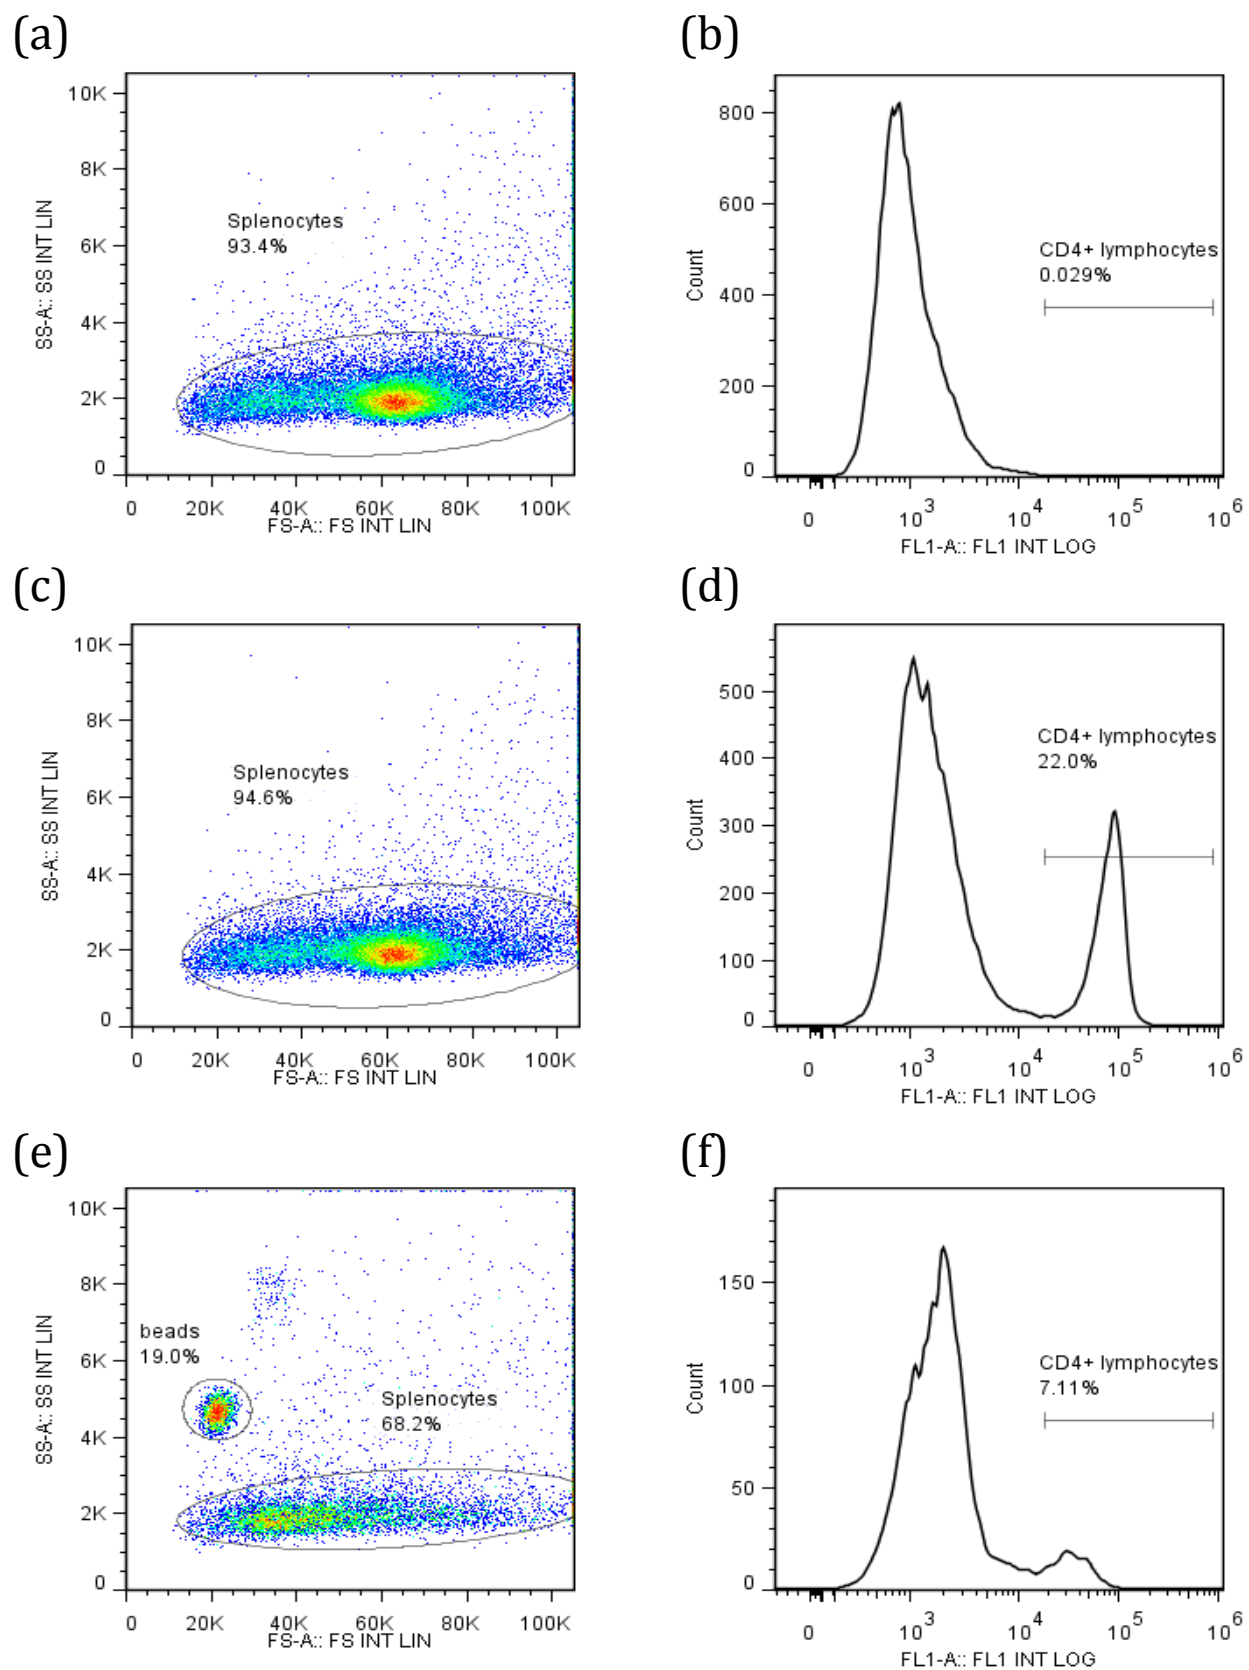 (a)
10K
8K
6K
4K
2K
0
SS-A:: SS INT LIN
Splenocytes
93.4%
0 20K 40K 60K 80K 100K
FS-A:: FS INT LIN
(b)
800
600
400
200
0
Count
CD4+ lymphocytes
0.029%
0 10^3 10^4 10^5 10^6
FL1-A:: FL1 INT LOG
(c)
10K
8K
6K
4K
2K
0
SS-A:: SS INT LIN
Splenocytes
94.6%
0 20K 40K 60K 80K 100K
FS-A:: FS INT LIN
(d)
500
400
300
200
100
0
Count
CD4+ lymphocytes
22.0%
0 10^3 10^4 10^5 10^6
FL1-A:: FL1 INT LOG
(e)
10K
8K
6K
4K
2K
0
SS-A:: SS INT LIN
beads
19.0%
Splenocytes
68.2%
0 20K 40K 60K 80K 100K
FS-A:: FS INT LIN
(f)
150
100
50
0
Count
CD4+ lymphocytes
7.11%
0 10^3 10^4 10^5 10^6
FL1-A:: FL1 INT LOG